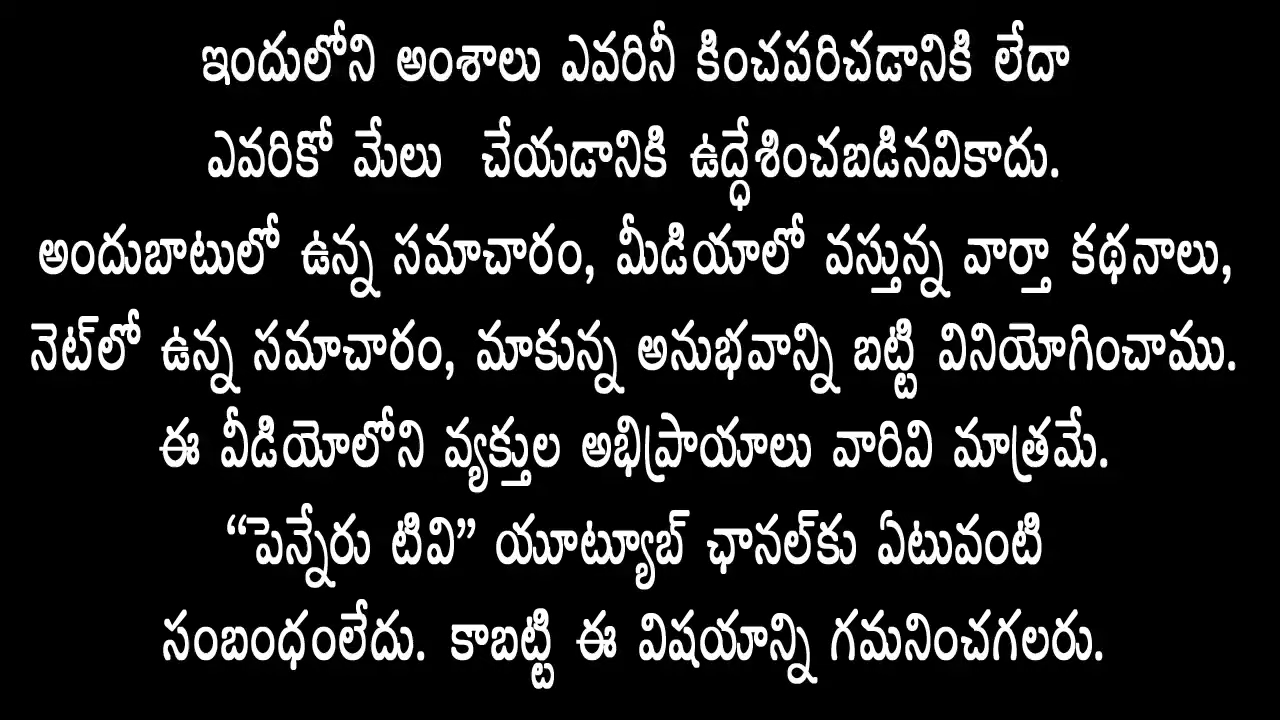 ఇందులోని అంశాలు ఎవరినీ కించపరిచడానికి లేదా
ఎవరికో మేలు చేయడానికి ఉద్ధేశించబడినవికాదు.
అందుబాటులో ఉన్న సమాచారం, మీడియాలో వస్తున్న వార్తా కథనాలు,
నెట్‌లో ఉన్న సమాచారం, మాకున్న అనుభవాన్ని బట్టి వినియోగించాము.
ఈ వీడియోలోని వ్యక్తుల అభిప్రాయాలు వారివి మాత్రమే.
“పెన్నేరు టివి” యూట్యూబ్ ఛానల్‌కు ఏటువంటి
సంబంధంలేదు. కాబట్టి ఈ విషయాన్ని గమనించగలరు.